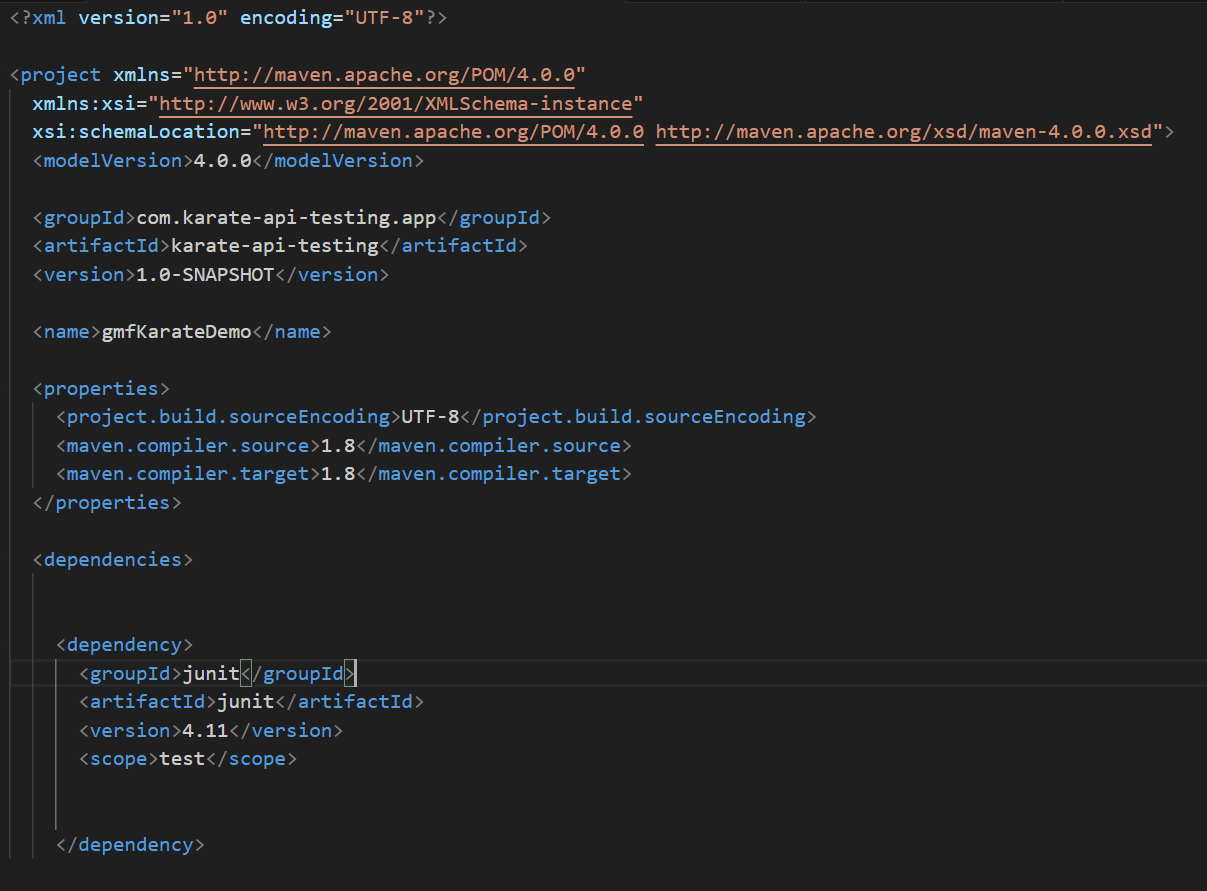 <?xml version="1.0" encoding="UTF-8"?>
<project xmlns="http://maven.apache.org/POM/4.0.0"
xmlns:xsi="http://www.w3.org/2001/XMLSchema-instance"
xsi:schemaLocation="http://maven.apache.org/POM/4.0.0 http://maven.apache.org/xsd/maven-4.0.0.xsd">
<modelVersion>4.0.0</modelVersion>
<groupId>com.karate-api-testing.app</groupId>
<artifactId>karate-api-testing</artifactId>
<version>1.0-SNAPSHOT</version>
<name>gmfKarateDemo</name>
<properties>
<project.build.sourceEncoding>UTF-8</project.build.sourceEncoding>
<maven.compiler.source>1.8</maven.compiler.source>
<maven.compiler.target>1.8</maven.compiler.target>
</properties>
<dependencies>
<dependency>
<groupId>junit</groupId>
<artifactId>junit</artifactId>
<version>4.11</version>
<scope>test</scope>
</dependency>